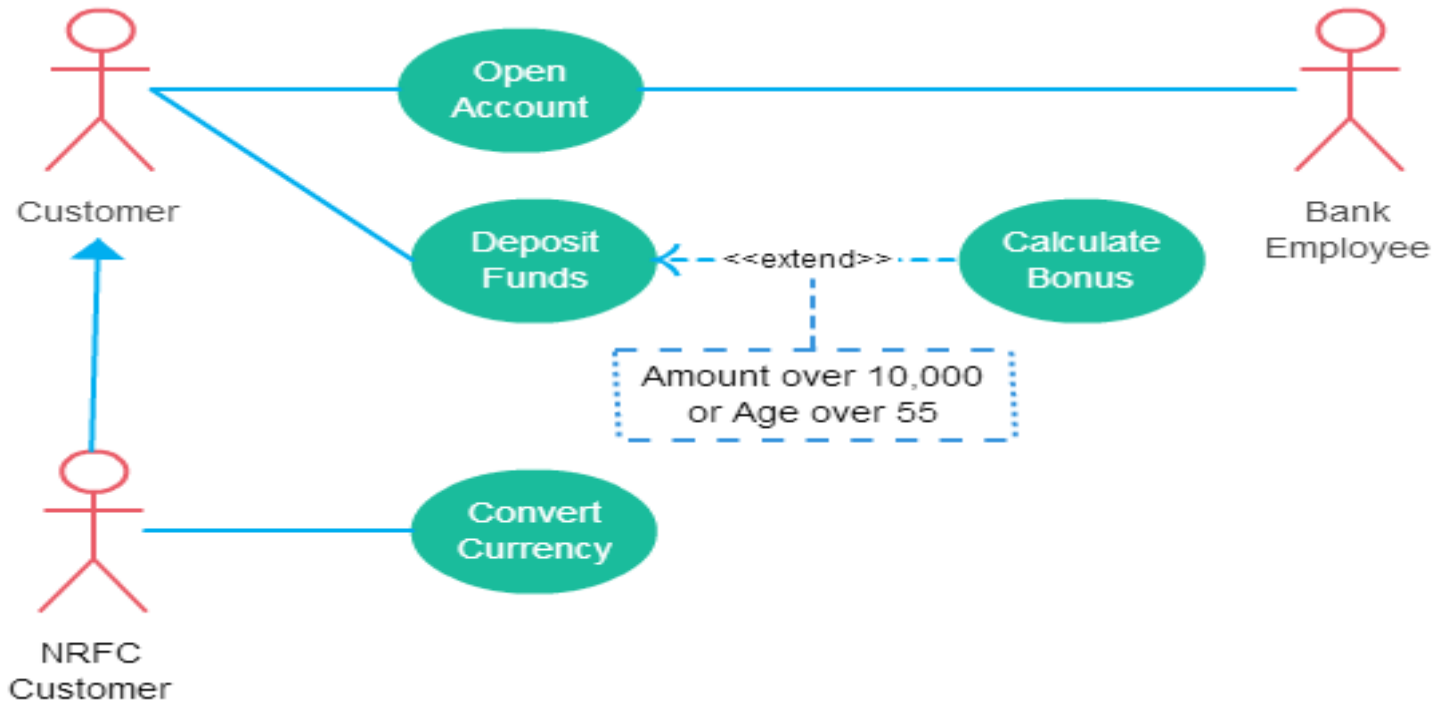 Open
Account
Customer
Bank
Employee
Deposit
Funds
<<extend>>
Calculate
Bonus
Amount over 10,000
or Age over 55
Convert
Currency
NRFC
Customer